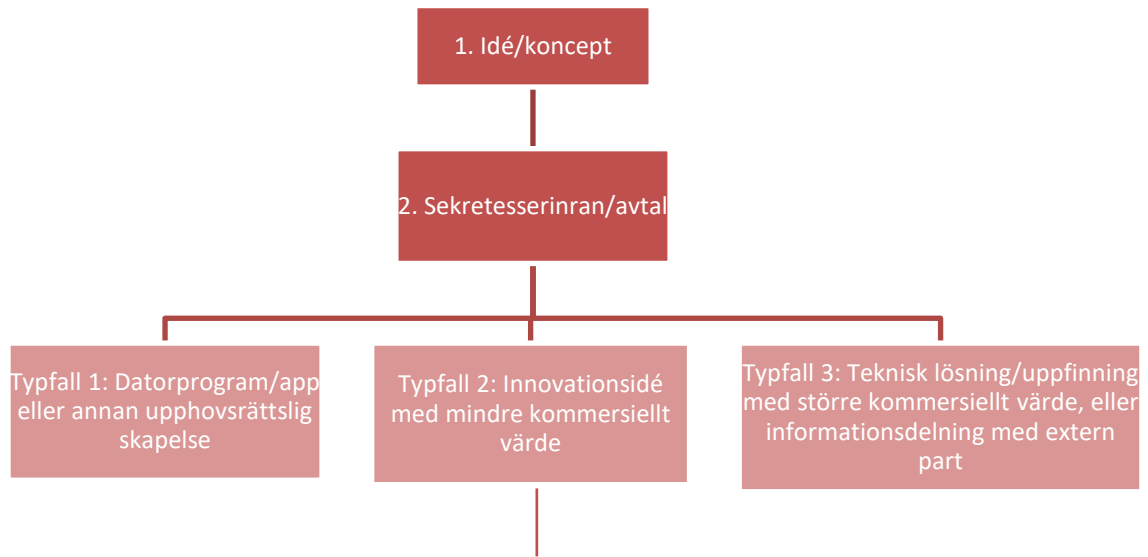 1. Idé/koncept
2. Sekretesserinran/avtal
Typfall 1: Datorprogram/app
eller annan upphovsrättslig
skapelse
Typfall 2: Innovationsidé
med mindre kommersiellt
värde
Typfall 3: Teknisk lösning/uppfinning
med större kommersiellt värde, eller
informationsdelning med extern
part